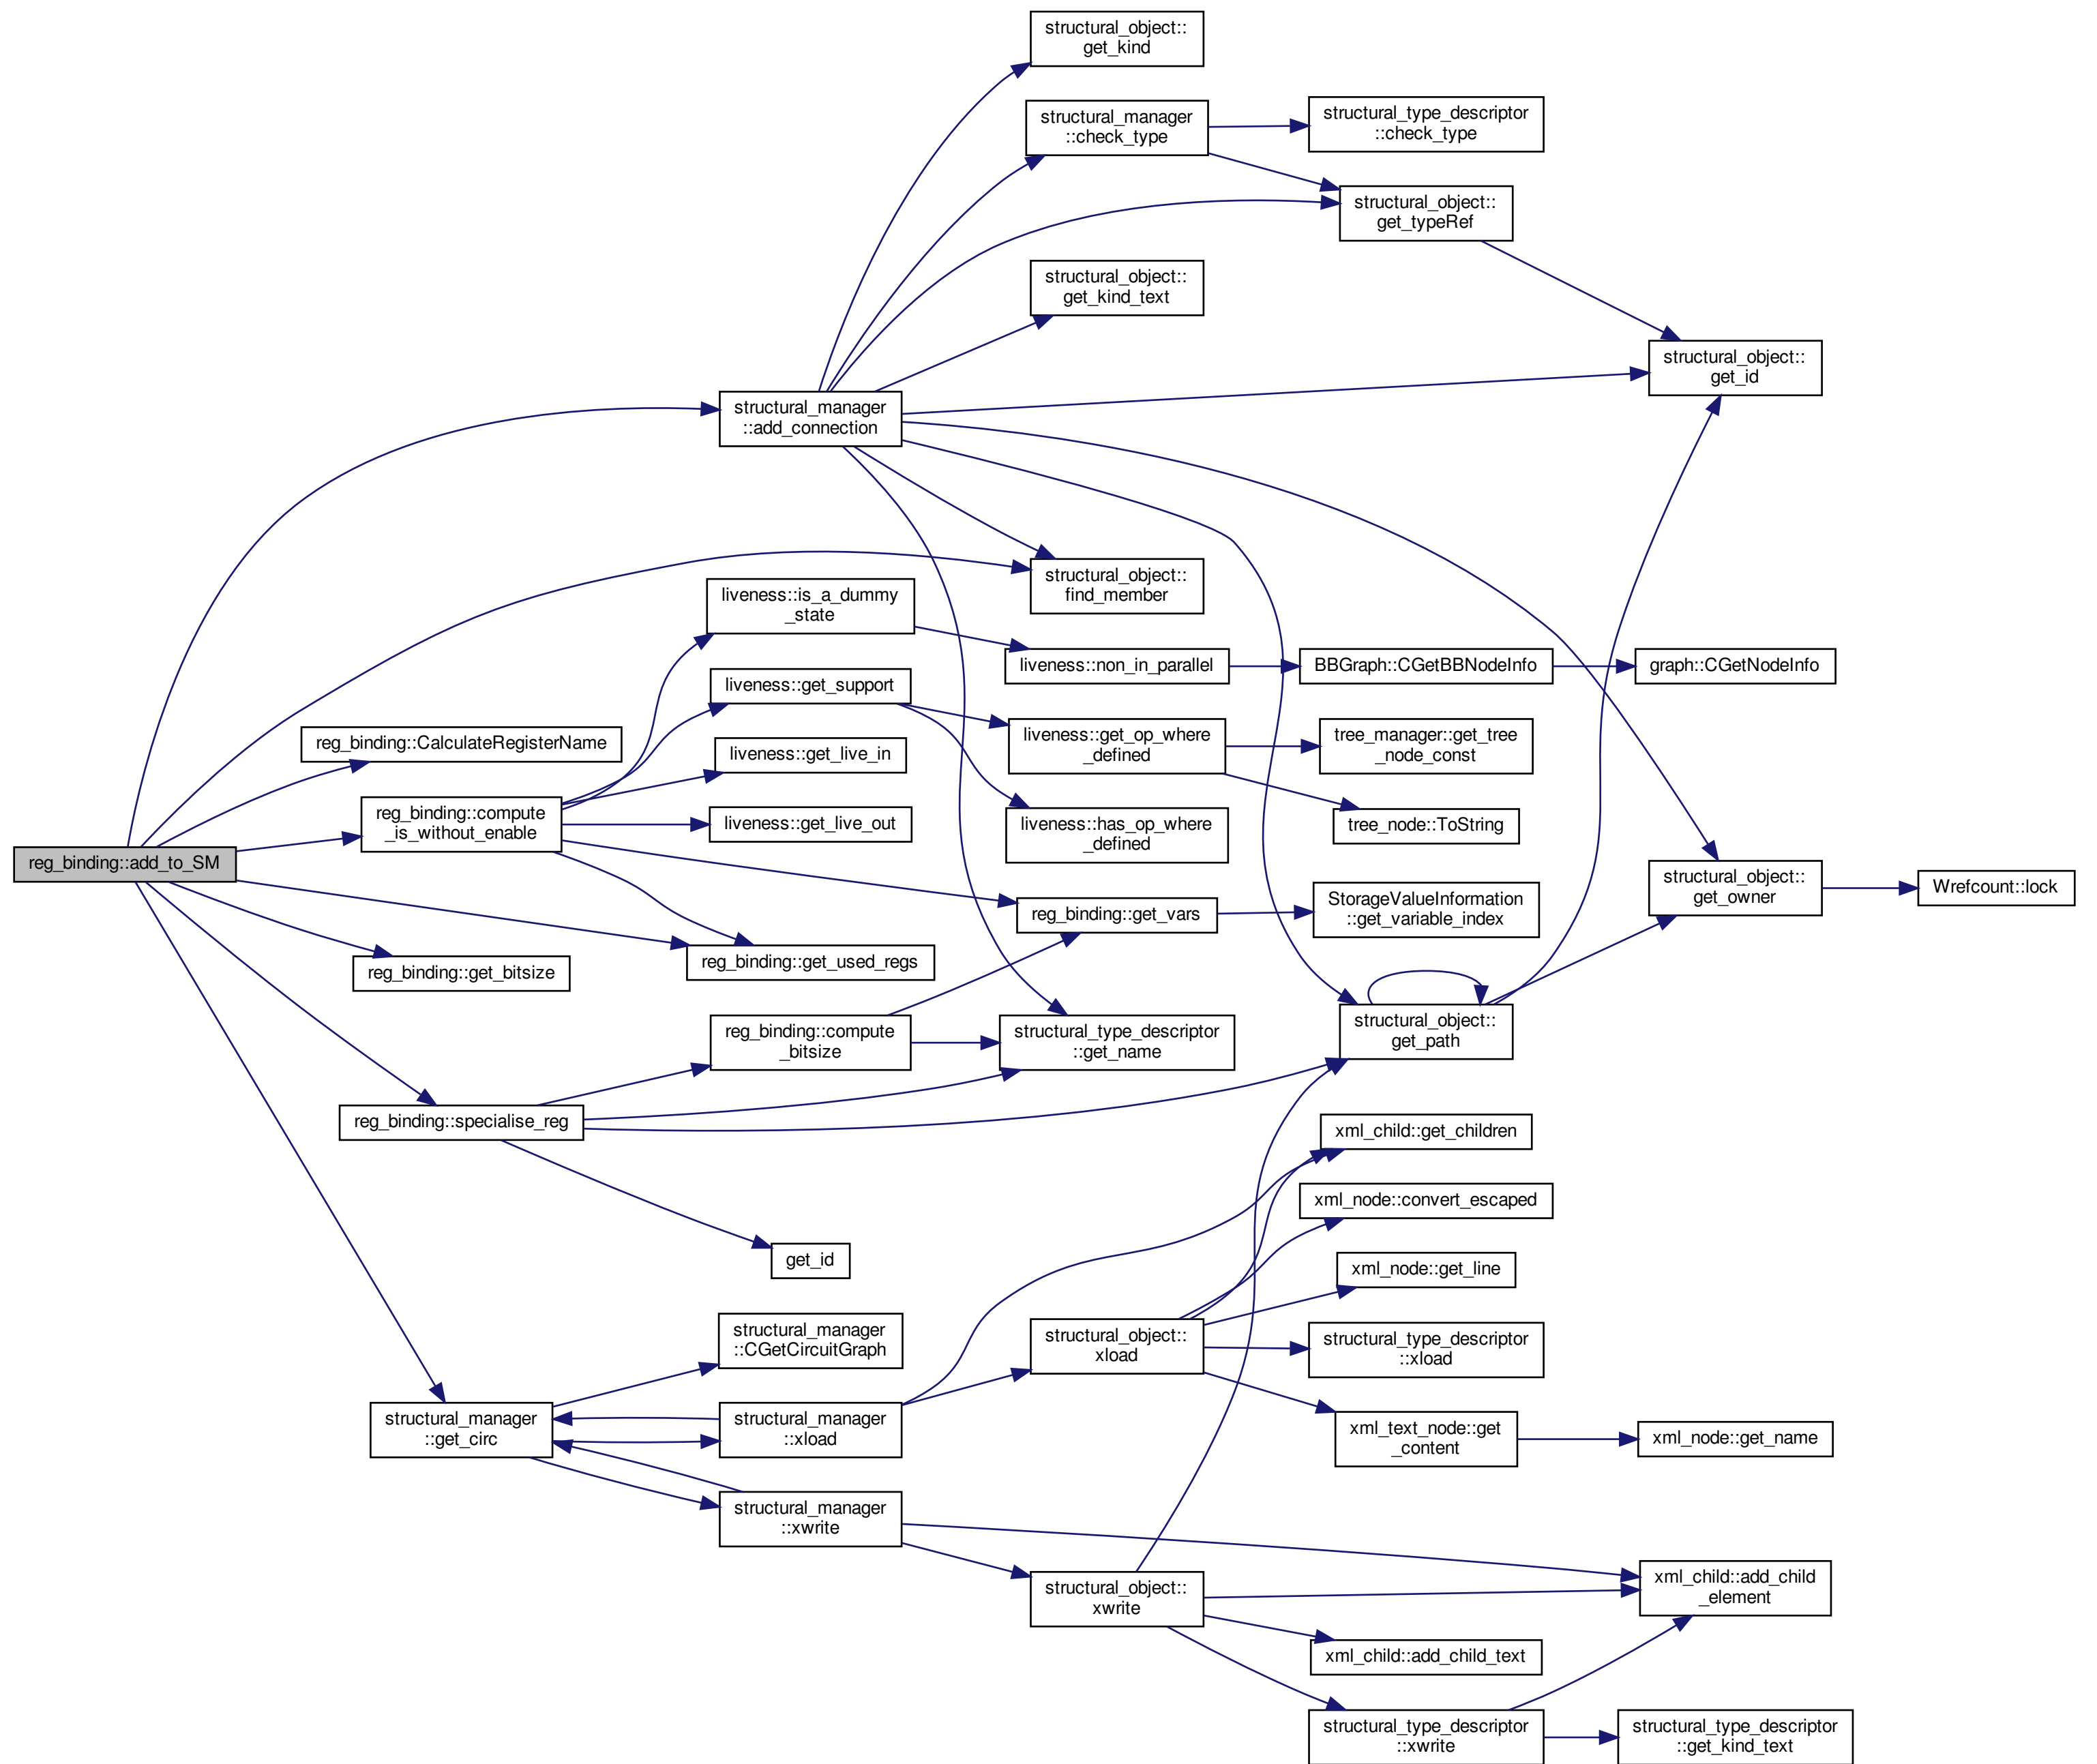 structural_object::
get_kind
structural_manager
::check_type
structural_type_descriptor
::check_type
structural_object::
get_typeRef
structural_object::
get_kind_text
structural_object::
get_id
structural_manager
::add_connection
structural_object::
find_member
liveness::is_a_dummy
_state
liveness::non_in_parallel
BBGraph::CGetBBNodeInfo
graph::CGetNodeInfo
liveness::get_support
reg_binding::CalculateRegisterName
liveness::get_live_in
liveness::get_op_where
_defined
tree_manager::get_tree
_node_const
reg_binding::compute
_is_without_enable
liveness::get_live_out
liveness::has_op_where
_defined
tree_node::ToString
reg_binding::add_to_SM
structural_object::
get_owner
Wrefcount::lock
reg_binding::get_vars
StorageValueInformation
::get_variable_index
reg_binding::get_bitsize
reg_binding::get_used_regs
reg_binding::compute
_bitsize
structural_type_descriptor
::get_name
structural_object::
get_path
reg_binding::specialise_reg
xml_child::get_children
xml_node::convert_escaped
get_id
xml_node::get_line
structural_manager
::CGetCircuitGraph
structural_object::
xload
structural_type_descriptor
::xload
structural_manager
::get_circ
structural_manager
::xload
xml_text_node::get
_content
xml_node::get_name
structural_manager
::xwrite
structural_object::
xwrite
xml_child::add_child
_element
xml_child::add_child_text
structural_type_descriptor
::xwrite
structural_type_descriptor
::get_kind_text